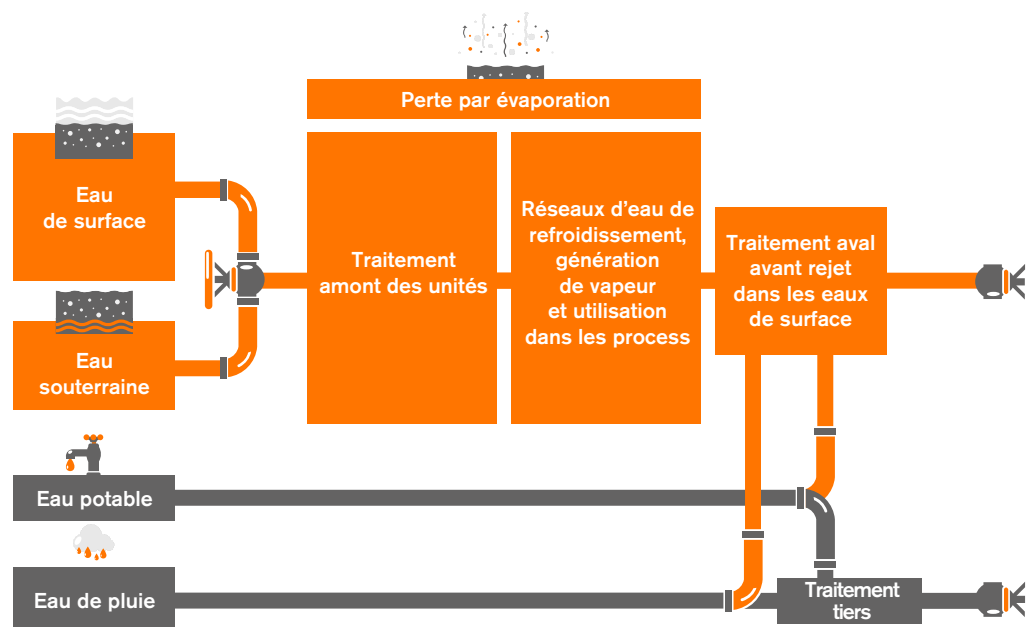 Perte par évaporation
Eau
de surface
Eau
souterraine
Traitement
amont des unités
Réseaux d'eau de
refroidissement,
génération
de vapeur
et utilisation
dans les process
Traitement aval
avant rejet
dans les eaux
de surface
Eau potable
Eau de pluie
Traitement
tiers